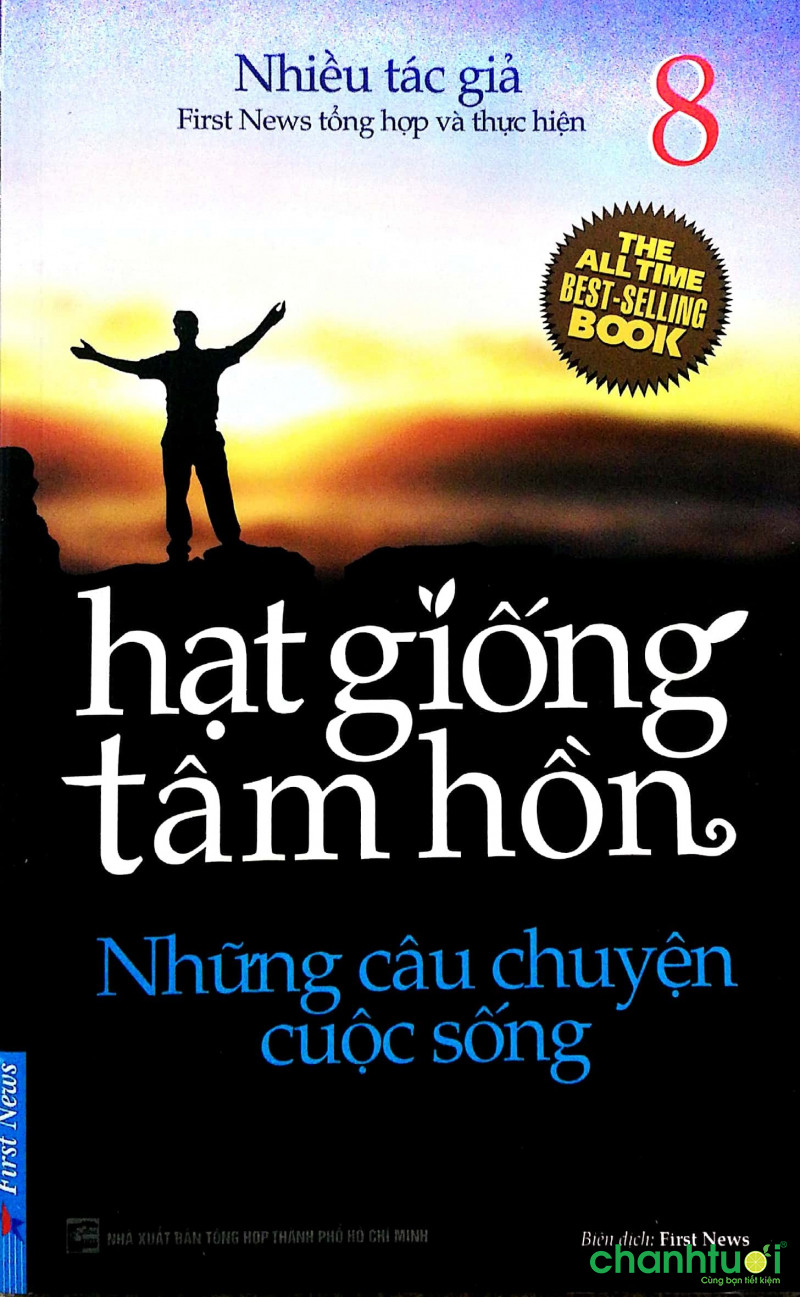 Nhiều tác giả
8
First News tổng hợp và thực hiện
THE
ALL TIME
BEST-SELLING
BOOK
hạt giống
tâm hồn
Những câu chuyện
cuộc sống
First News
NHÀ XUẤT BẢN TỔNG HỢP THÀNH PHỐ HỒ CHÍ MINH
Biên dịch: First News
chanhtươi
Cùng bạn tiết kiệm